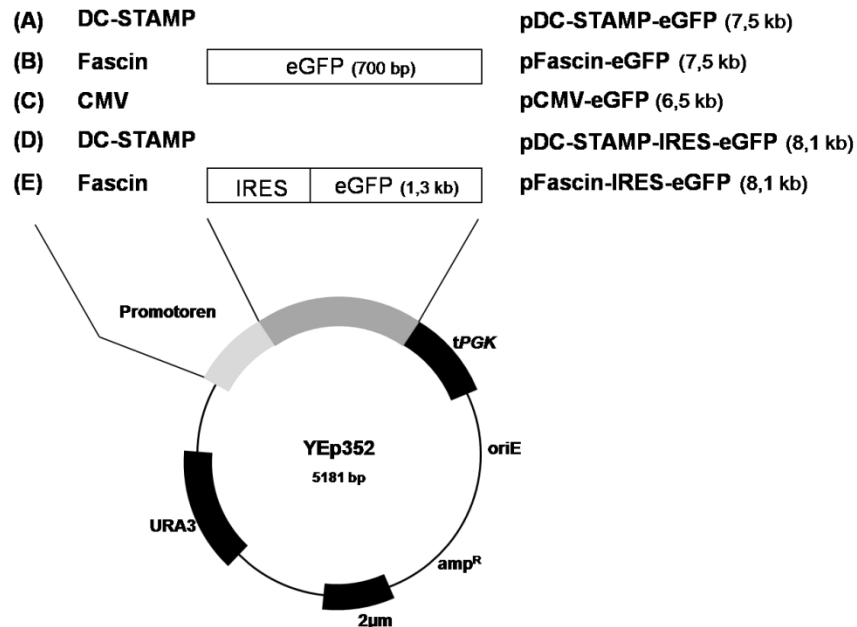 (A) DC-STAMP pDC-STAMP-eGFP (7,5 kb)
(B) Fascin eGFP (700 bp) pFascin-eGFP (7,5 kb)
(C) CMV pCMV-eGFP (6,5 kb)
(D) DC-STAMP pDC-STAMP-IRES-eGFP (8,1 kb)
(E) Fascin IRES eGFP (1,3 kb) pFascin-IRES-eGFP (8,1 kb)
Promotoren
tPGK
YEp352
oriE
5181 bp
URA3
ampᴿ
2µm